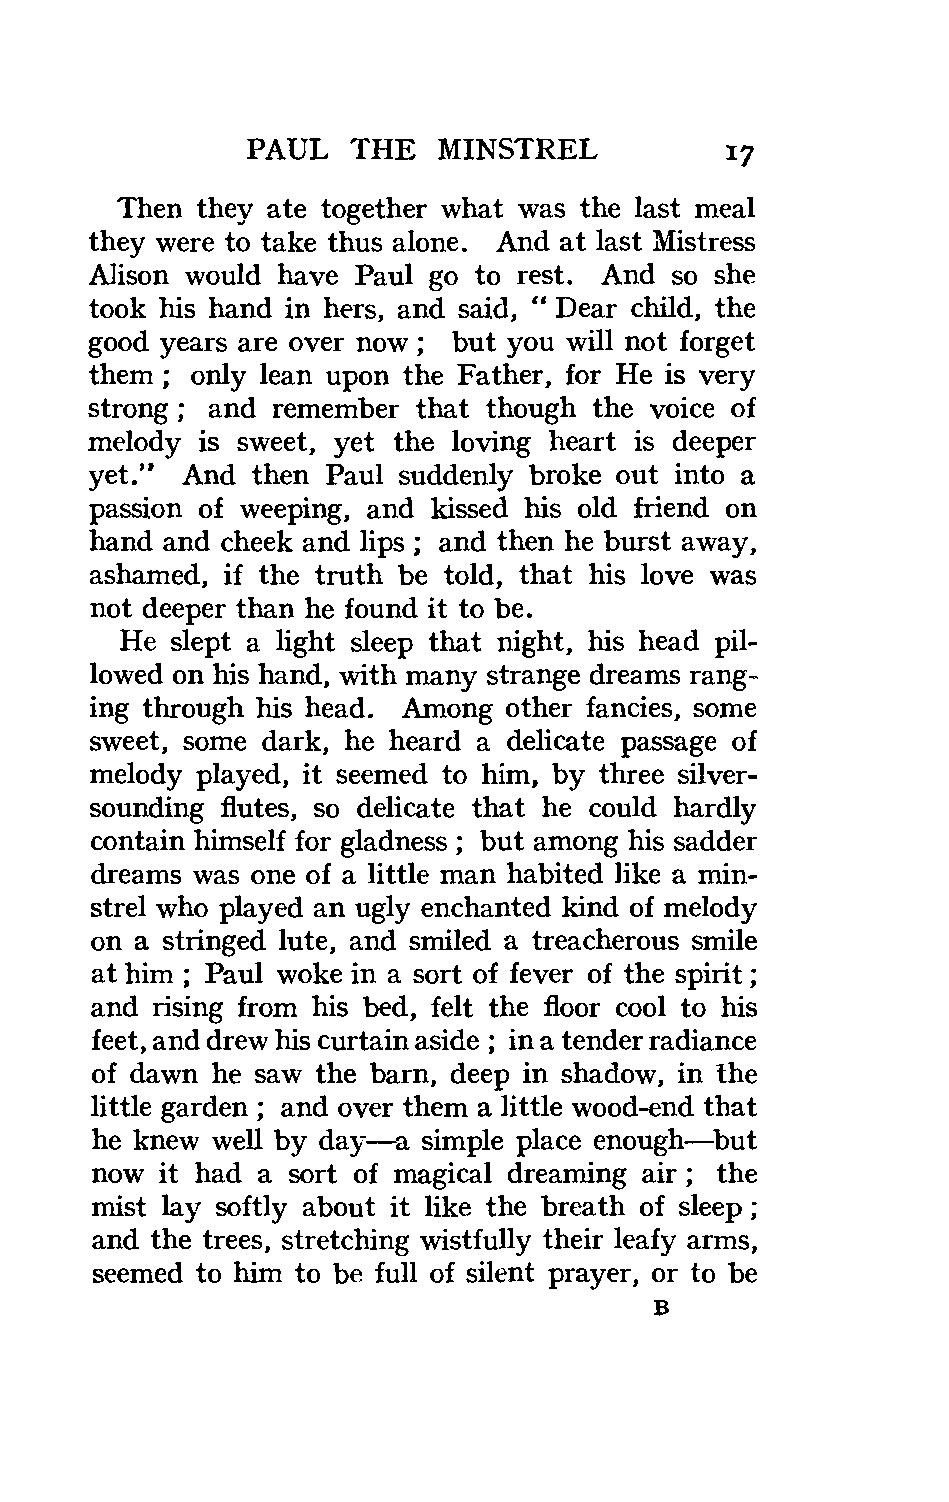 PAUL THE MINSTREL 17
Then they ate together what was the last meal
they were to take thus alone. And at last Mistress
Alison would have Paul go to rest. And so she
took his hand in hers, and said, “ Dear child, the
good years are over now ; but you will not forget
them ; only lean upon the Father, for He is very
strong ; and remember that though the voice of
melody is sweet, yet the loving heart is deeper
yet.” And then Paul suddenly broke out into a
passion of weeping, and kissed his old friend on
hand and cheek and lips ; and then he burst away,
ashamed, if the truth be told, that his love was
not deeper than he found it to be.
He slept a light sleep that night, his head pil-
lowed on his hand, with many strange dreams rang-
ing through his head. Among other fancies, some
sweet, some dark, he heard a delicate passage of
melody played, it seemed to him, by three silver-
sounding flutes, so delicate that he could hardly
contain himself for gladness ; but among his sadder
dreams was one of a little man habited like a min-
strel who played an ugly enchanted kind of melody
on a stringed lute, and smiled a treacherous smile
at him ; Paul woke in a sort of fever of the spirit ;
and rising from his bed, felt the floor cool to his
feet, and drew his curtain aside ; in a tender radiance
of dawn he saw the barn, deep in shadow, in the
little garden ; and over them a little wood-end that
he knew well by day—a simple place enough—but
now it had a sort of magical dreaming air ; the
mist lay softly about it like the breath of sleep ;
and the trees, stretching wistfully their leafy arms,
seemed to him to be full of silent prayer, or to be
B